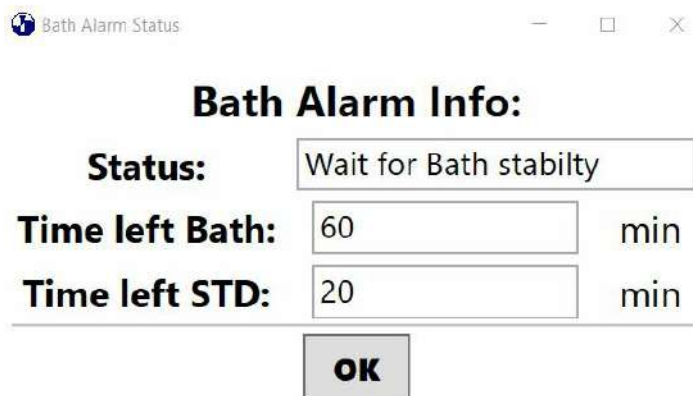 Bath Alarm Status
Bath Alarm Info:
Status: Wait for Bath stabilty
Time left Bath: 60 min
Time left STD: 20 min
OK